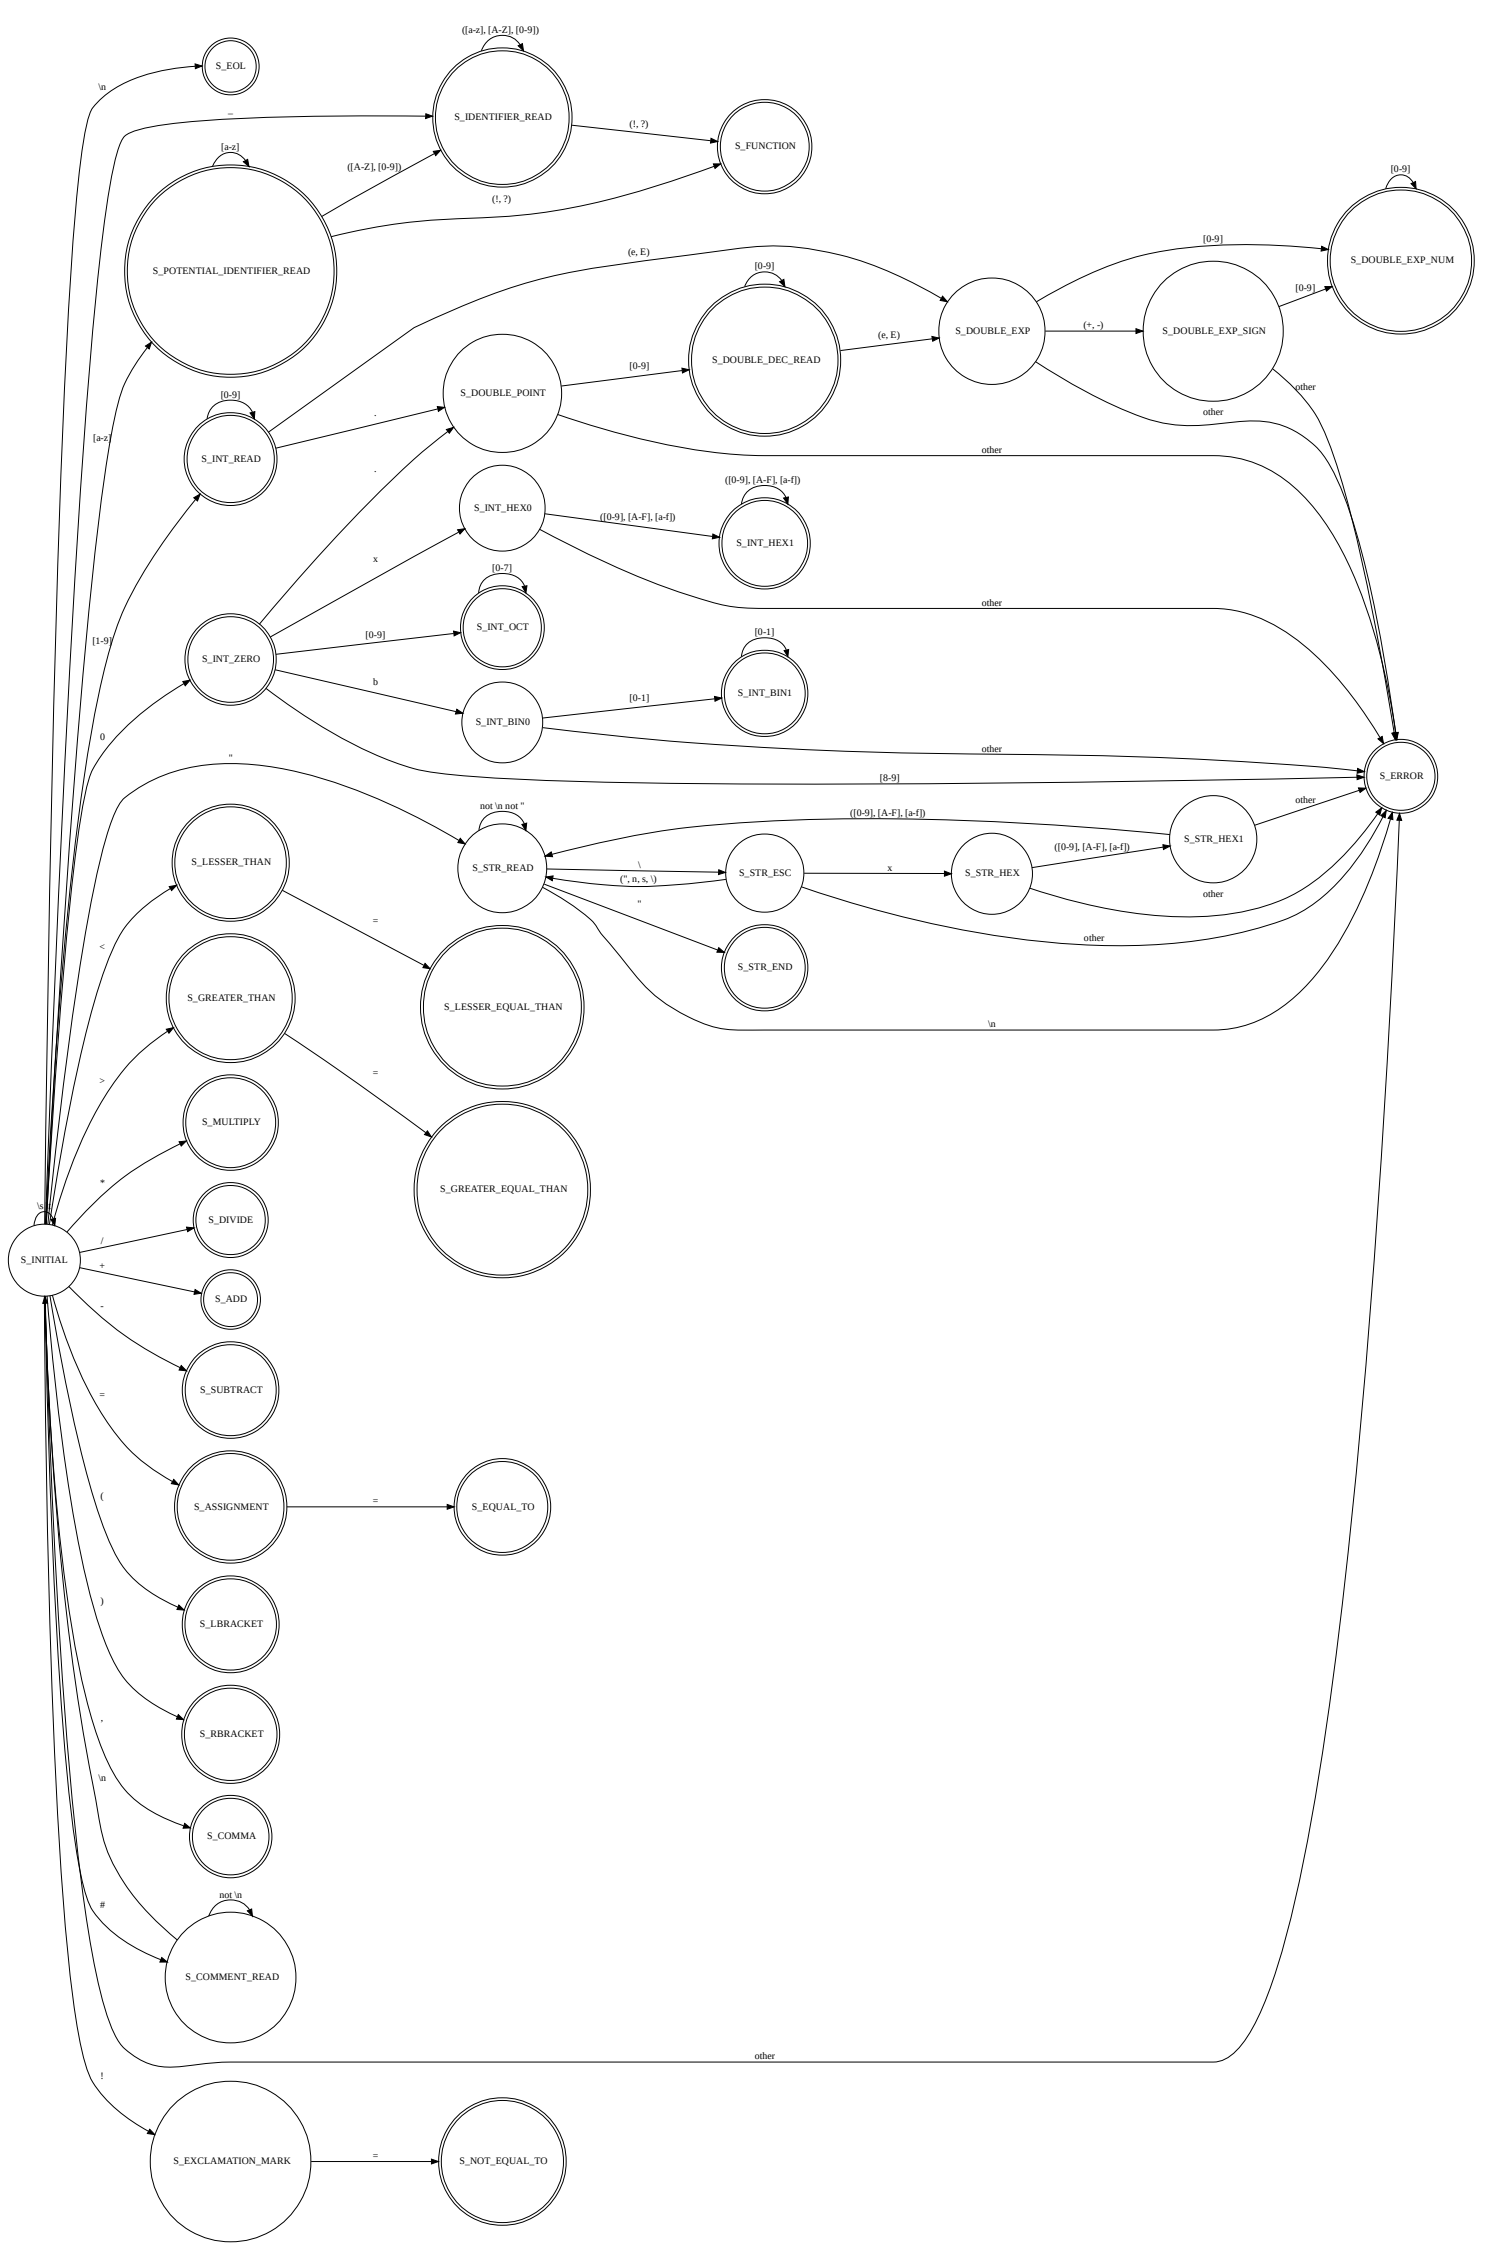 ([a-z], [A-Z], [0-9])
S_EOL
\n
_
S_IDENTIFIER_READ
(!, ?)
S_FUNCTION
[a-z]
([A-Z], [0-9])
(!, ?)
[0-9]
S_POTENTIAL_IDENTIFIER_READ
(e, E)
[0-9]
[0-9]
S_DOUBLE_EXP_NUM
[0-9]
S_DOUBLE_DEC_READ
(e, E)
S_DOUBLE_EXP
(+, -)
S_DOUBLE_EXP_SIGN
[0-9]
[0-9]
S_DOUBLE_POINT
[0-9]
other
other
.
[a-z]
S_INT_READ
other
.
([0-9], [A-F], [a-f])
S_INT_HEX0
([0-9], [A-F], [a-f])
S_INT_HEX1
x
[0-7]
other
S_INT_OCT
[0-9]
[1-9]
S_INT_ZERO
[0-1]
b
[0-1]
S_INT_BIN1
S_INT_BIN0
0
other
"
[8-9]
S_ERROR
not \n not "
([0-9], [A-F], [a-f])
other
S_LESSER_THAN
S_STR_READ
\
(", n, s, \)
S_STR_ESC
x
S_STR_HEX
([0-9], [A-F], [a-f])
S_STR_HEX1
other
"
other
=
<
S_STR_END
S_GREATER_THAN
S_LESSER_EQUAL_THAN
\n
=
>
S_MULTIPLY
*
S_GREATER_EQUAL_THAN
\s
S_DIVIDE
/
S_INITIAL
+
S_ADD
-
S_SUBTRACT
=
(
S_ASSIGNMENT
=
S_EQUAL_TO
)
S_LBRACKET
,
S_RBRACKET
\n
S_COMMA
not \n
#
S_COMMENT_READ
other
!
S_EXCLAMATION_MARK
=
S_NOT_EQUAL_TO